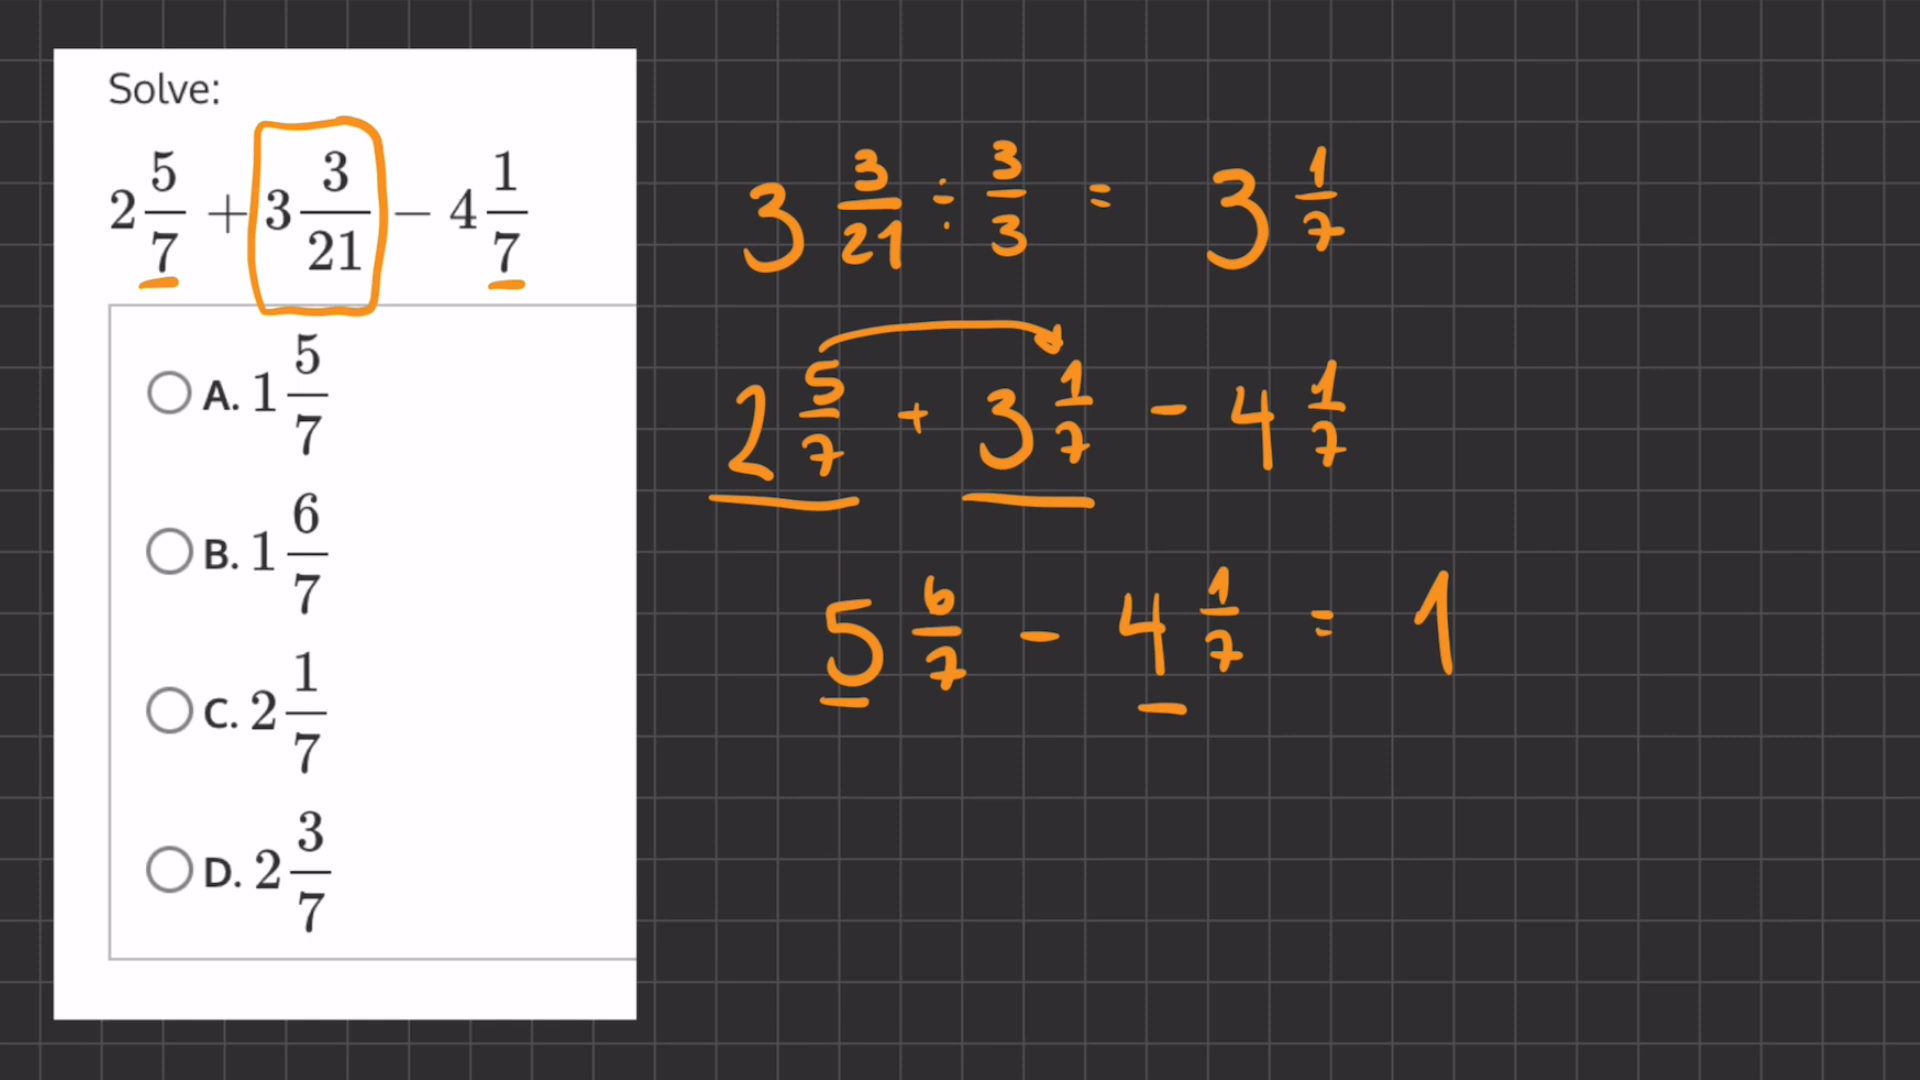 Solve:
2 5/7 + 3 3/21 − 4 1/7
A. 1 5/7
B. 1 6/7
C. 2 1/7
D. 2 3/7
3 3/21 ÷ 3/3 = 3 1/7
2 5/7 + 3 1/7 - 4 1/7
5 6/7 - 4 1/7 = 1